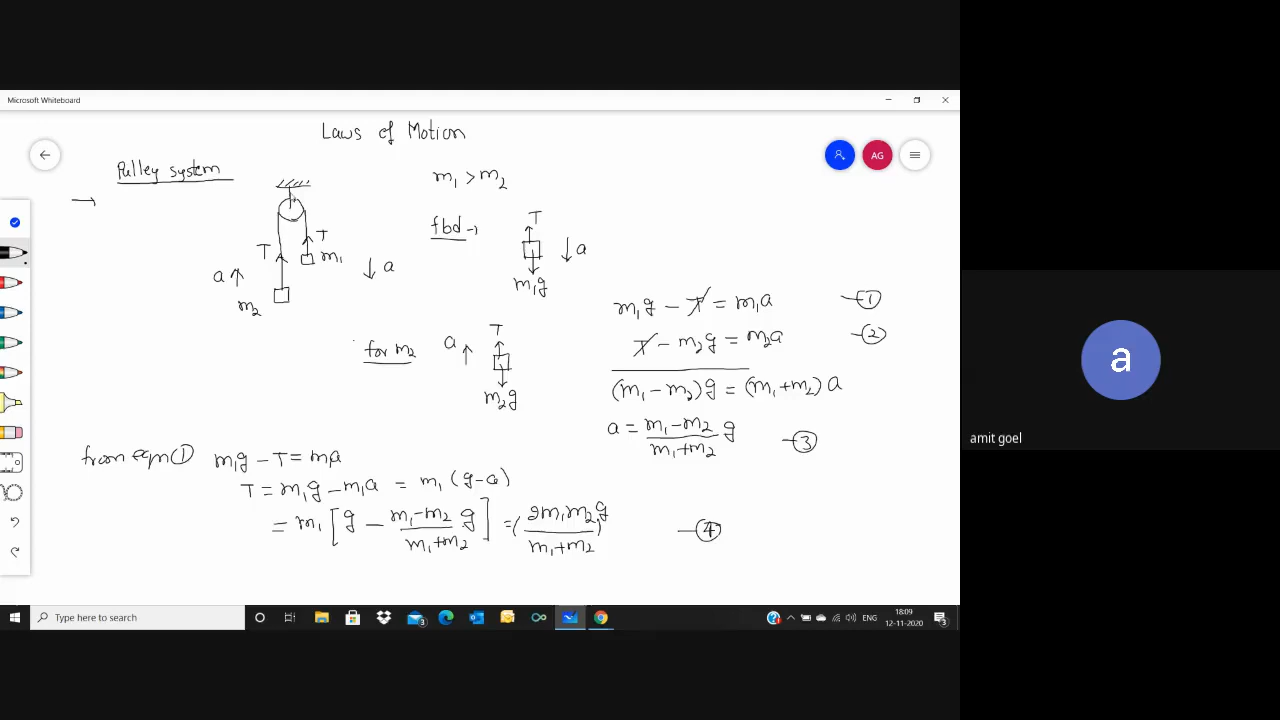 Microsoft Whiteboard
Laws of Motion
AG
Pulley system
m₁ > m₂
T
T
m₁
a
a
m₂
fbd →
T
a
m₁g
m₁g − T = m₁a —①
T − m₂g = m₂a —②
(m₁−m₂)g = (m₁+m₂) a
a = m₁−m₂/m₁+m₂ g —③
for m₂
a
T
m₂g
from eqn ① m₁g − T = ma
T = m₁g − m₁a = m₁ (g−a)
= m₁ [g − m₁−m₂/m₁+m₂ g] = (2m₁m₂g/m₁+m₂) —④
a
amit goel
Type here to search
3
ENG
18:09
12-11-2020
3